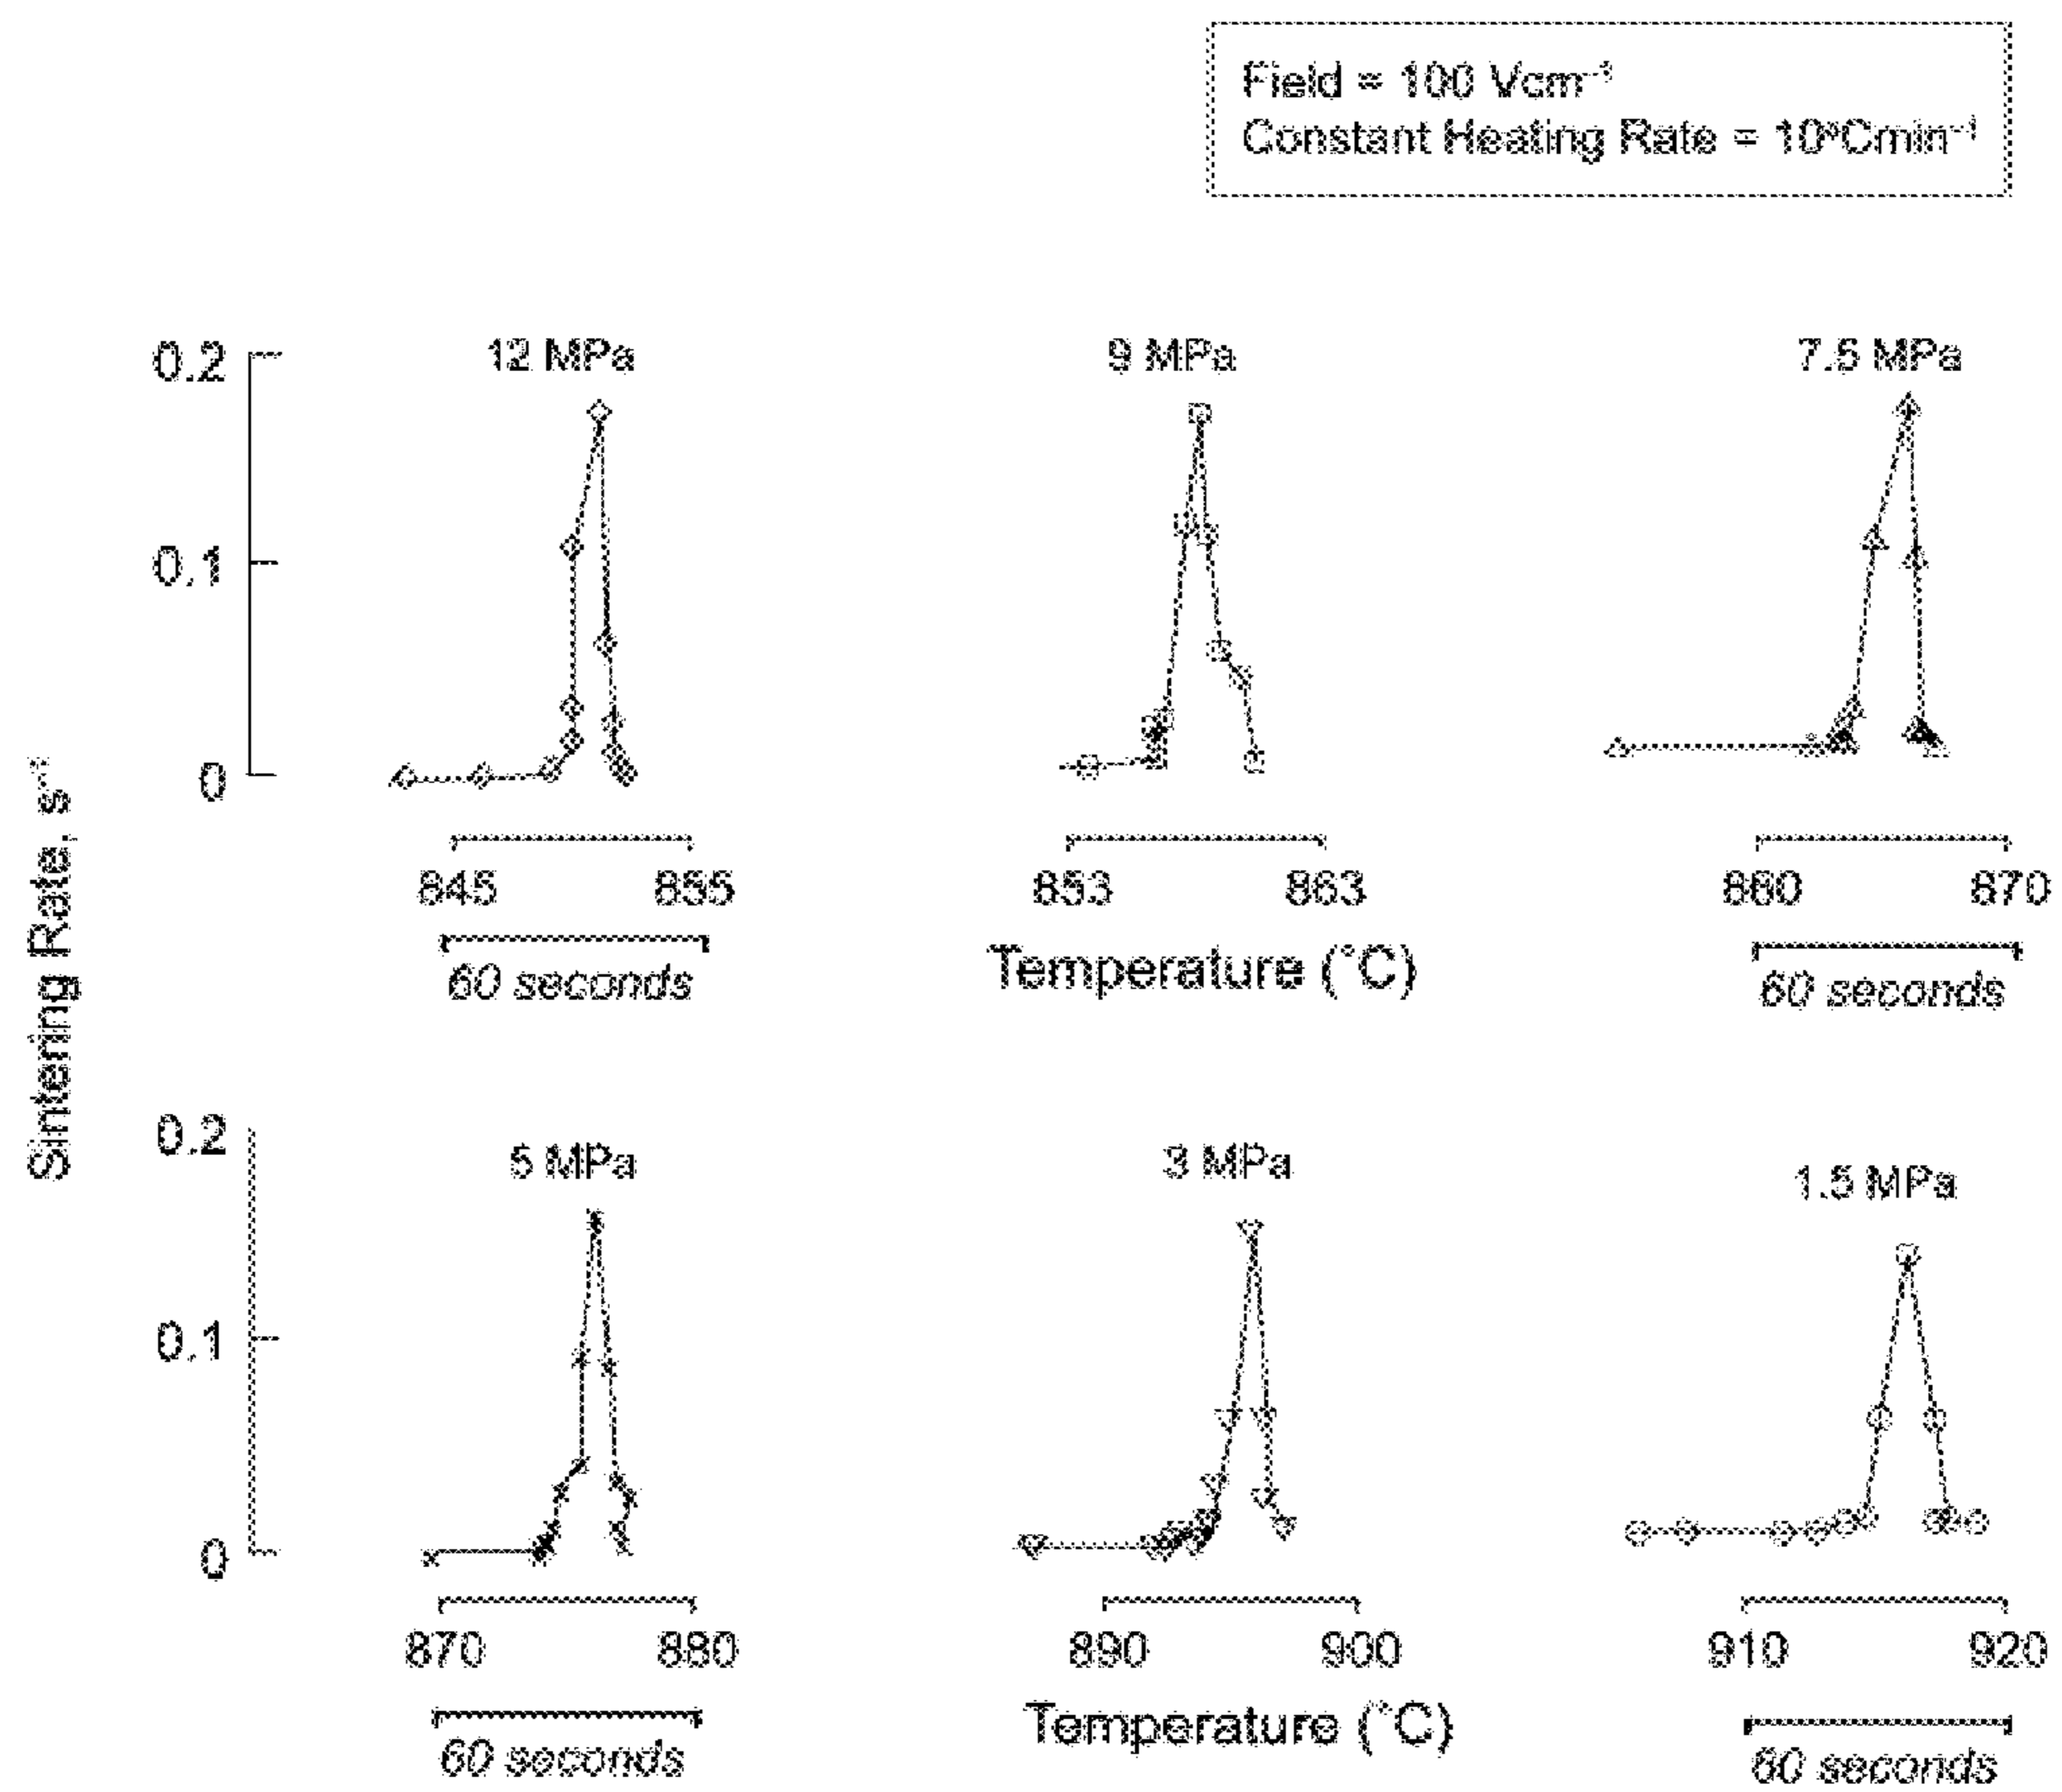 Field = 100 Vcm⁻¹
Constant Heating Rate = 10°Cmin⁻¹
12 MPa
9 MPa
7.5 MPa
0.2
0.1
0
845 855
853 863
860 870
60 seconds
Temperature (°C)
60 seconds
Sintering Rate, s⁻¹
5 MPa
3 MPa
1.5 MPa
0.2
0.1
0
870 880
890 900
910 920
60 seconds
Temperature (°C)
60 seconds